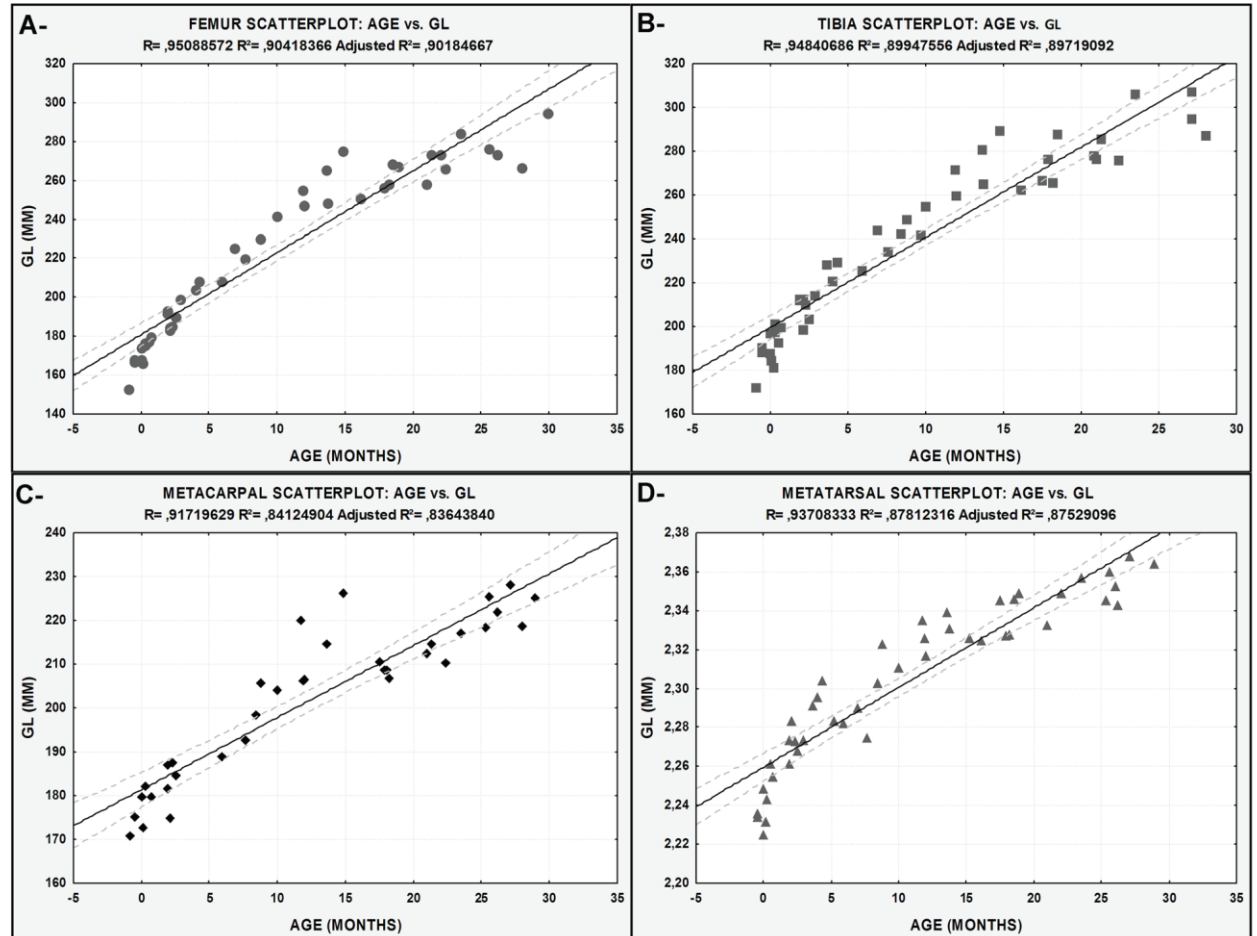 A-
FEMUR SCATTERPLOT: AGE vs. GL
R= ,95088572 R² = ,90418366 Adjusted R² = ,90184667
320
300
280
260
240
220
200
180
160
140
GL (MM)
-5 0 5 10 15 20 25 30 35
AGE (MONTHS)
B-
TIBIA SCATTERPLOT: AGE vs. GL
R= ,94840686 R² = ,89947556 Adjusted R² = ,89719092
320
300
280
260
240
220
200
180
160
GL (MM)
-5 0 5 10 15 20 25 30
AGE (MONTHS)
C-
METACARPAL SCATTERPLOT: AGE vs. GL
R= ,91719629 R² = ,84124904 Adjusted R² = ,83643840
240
230
220
210
200
190
180
170
160
GL (MM)
-5 0 5 10 15 20 25 30 35
AGE (MONTHS)
D-
METATARSAL SCATTERPLOT: AGE vs. GL
R= ,93708333 R² = ,87812316 Adjusted R² = ,87529096
2,38
2,36
2,34
2,32
2,30
2,28
2,26
2,24
2,22
2,20
GL (MM)
-5 0 5 10 15 20 25 30 35
AGE (MONTHS)